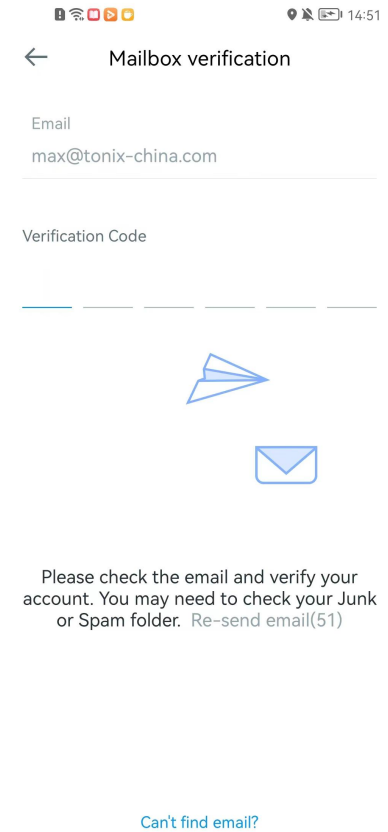 14:51
Mailbox verification
Email
max@tonix-china.com
Verification Code
Please check the email and verify your
account. You may need to check your Junk
or Spam folder. Re-send email(51)
Can't find email?